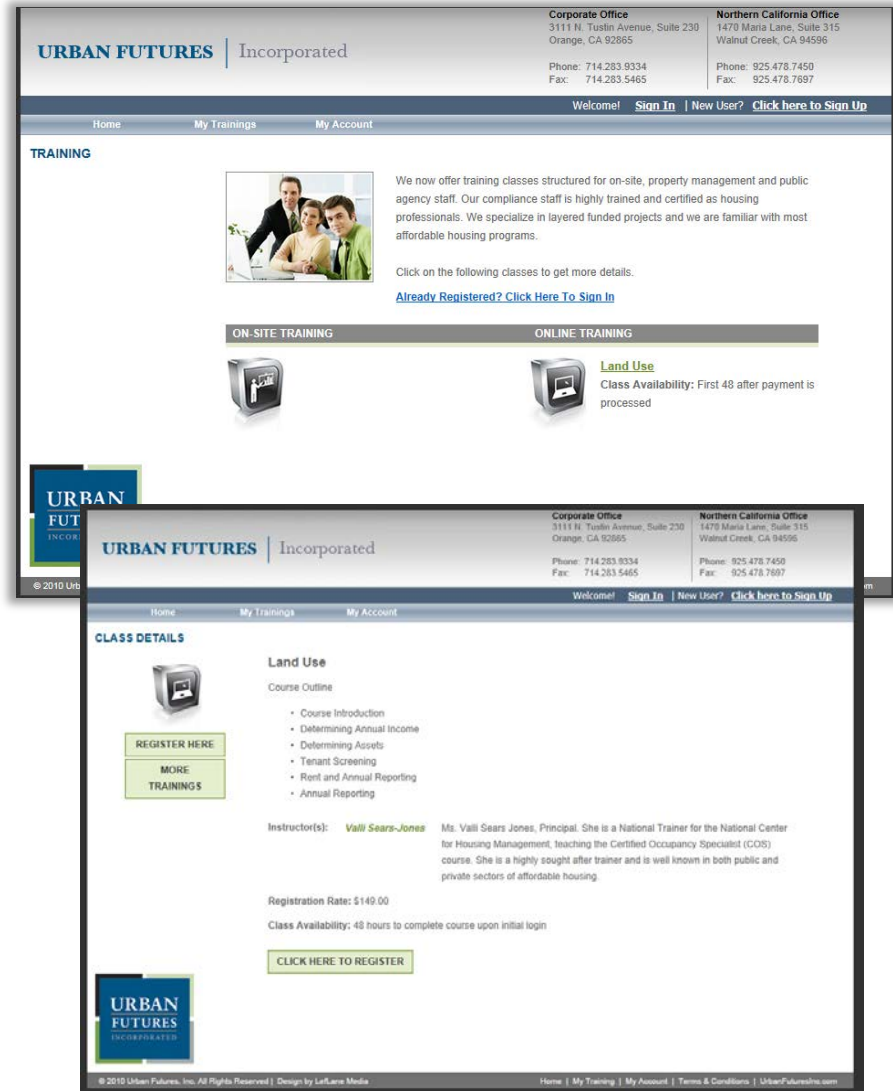 URBAN FUTURES | Incorporated
Corporate Office
3111 N. Tustin Avenue, Suite 230
Orange, CA 92865
Phone: 714.283.9334
Fax: 714.283.5465
Northern California Office
1470 Maria Lane, Suite 315
Walnut Creek, CA 94596
Phone: 925.478.7450
Fax: 925.478.7697
Welcome! Sign In | New User? Click here to Sign Up
Home My Trainings My Account
TRAINING
We now offer training classes structured for on-site, property management and public
agency staff. Our compliance staff is highly trained and certified as housing
professionals. We specialize in layered funded projects and we are familiar with most
affordable housing programs.
Click on the following classes to get more details.
Already Registered? Click Here To Sign In
ON-SITE TRAINING ONLINE TRAINING
Land Use
Class Availability: First 48 after payment is
processed
URBAN
FUT
INCOR
© 2010 Urb
om
URBAN FUTURES | Incorporated
Corporate Office
3111 N. Tustin Avenue, Suite 230
Orange, CA 92865
Phone: 714.283.9334
Fax: 714.283.5465
Northern California Office
1470 Maria Lane, Suite 315
Walnut Creek, CA 94596
Phone: 925.478.7450
Fax: 925.478.7697
Welcome! Sign In | New User? Click here to Sign Up
Home My Trainings My Account
CLASS DETAILS
REGISTER HERE
MORE
TRAININGS
Land Use
Course Outline
• Course Introduction
• Determining Annual Income
• Determining Assets
• Tenant Screening
• Rent and Annual Reporting
• Annual Reporting
Instructor(s): Valli Sears-Jones Ms. Valli Sears Jones, Principal. She is a National Trainer for the National Center
for Housing Management, teaching the Certified Occupancy Specialist (COS)
course. She is a highly sought after trainer and is well known in both public and
private sectors of affordable housing.
Registration Rate: $149.00
Class Availability: 48 hours to complete course upon initial login
CLICK HERE TO REGISTER
URBAN
FUTURES
INCORPORATED
© 2010 Urban Futures, Inc. All Rights Reserved | Design by LefLane Media
Home | My Training | My Account | Terms & Conditions | UrbanFuturesInc.com